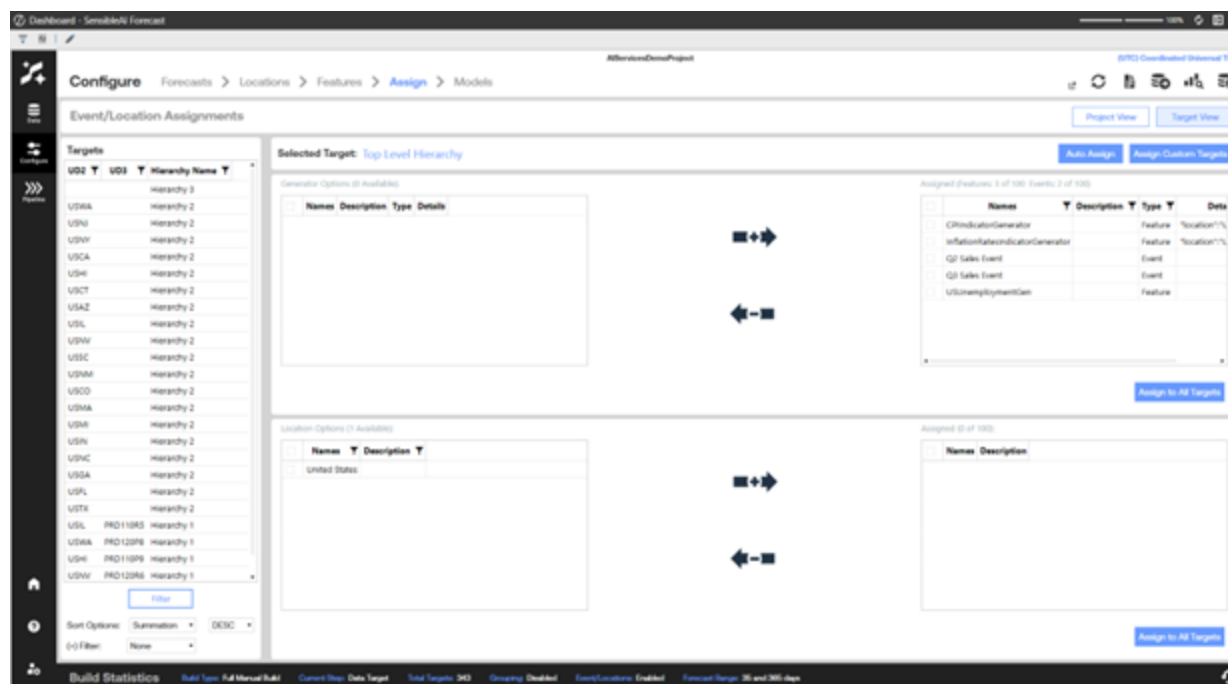 Dashboard - SensibleAI Forecast
100%
AIServicesDemoProject
(UTC) Coordinated Universal T
Configure Forecasts > Locations > Features > Assign > Models
Data
Configure
Pipeline
Event/Location Assignments
Project View
Target View
Targets
UD2 UD3 Hierarchy Name
Hierarchy 3
USWA Hierarchy 2
USNJ Hierarchy 2
USNY Hierarchy 2
USCA Hierarchy 2
USHI Hierarchy 2
USCT Hierarchy 2
USAZ Hierarchy 2
USIL Hierarchy 2
USNV Hierarchy 2
USSC Hierarchy 2
USNM Hierarchy 2
USCO Hierarchy 2
USMA Hierarchy 2
USMI Hierarchy 2
USIN Hierarchy 2
USNC Hierarchy 2
USGA Hierarchy 2
USFL Hierarchy 2
USTX Hierarchy 2
USIL PRD110R5 Hierarchy 1
USWA PRD120P8 Hierarchy 1
USHI PRD110P9 Hierarchy 1
USNV PRD120R6 Hierarchy 1
Filter
Sort Options: Summation DESC
(-) Filter: None
Selected Target: Top Level Hierarchy
Auto Assign
Assign Custom Targets
Generator Options (0 Available)
Names Description Type Details
Assigned (Features: 3 of 100 Events: 2 of 100)
Names Description Type Deta
CPIIndicatorGenerator Feature "location":"
InflationRatesIndicatorGenerator Feature "location":"
Q2 Sales Event Event
Q3 Sales Event Event
USUnemploymentGen Feature
Assign to All Targets
Location Options (1 Available)
Names Description
United States
Assigned (0 of 100)
Names Description
Assign to All Targets
Build Statistics Build Type: Full Manual Build Current Step: Data Target Total Targets: 343 Grouping: Disabled Event/Locations: Enabled Forecast Range: 35 and 365 days